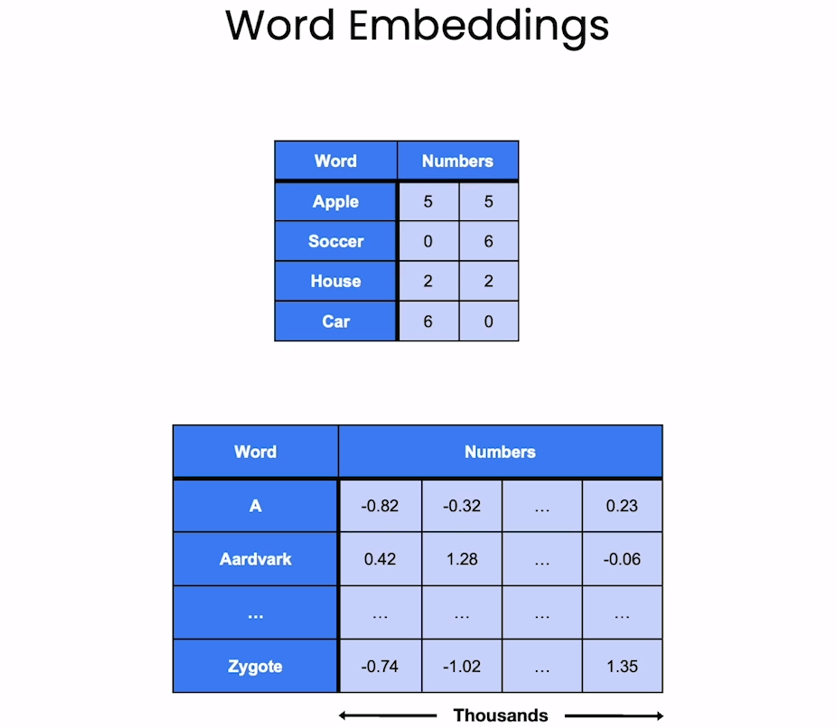 Word Embeddings
Word Numbers
Apple 5 5
Soccer 0 6
House 2 2
Car 6 0
Word Numbers
A -0.82 -0.32 ... 0.23
Aardvark 0.42 1.28 ... -0.06
... ... ... ... ...
Zygote -0.74 -1.02 ... 1.35
Thousands